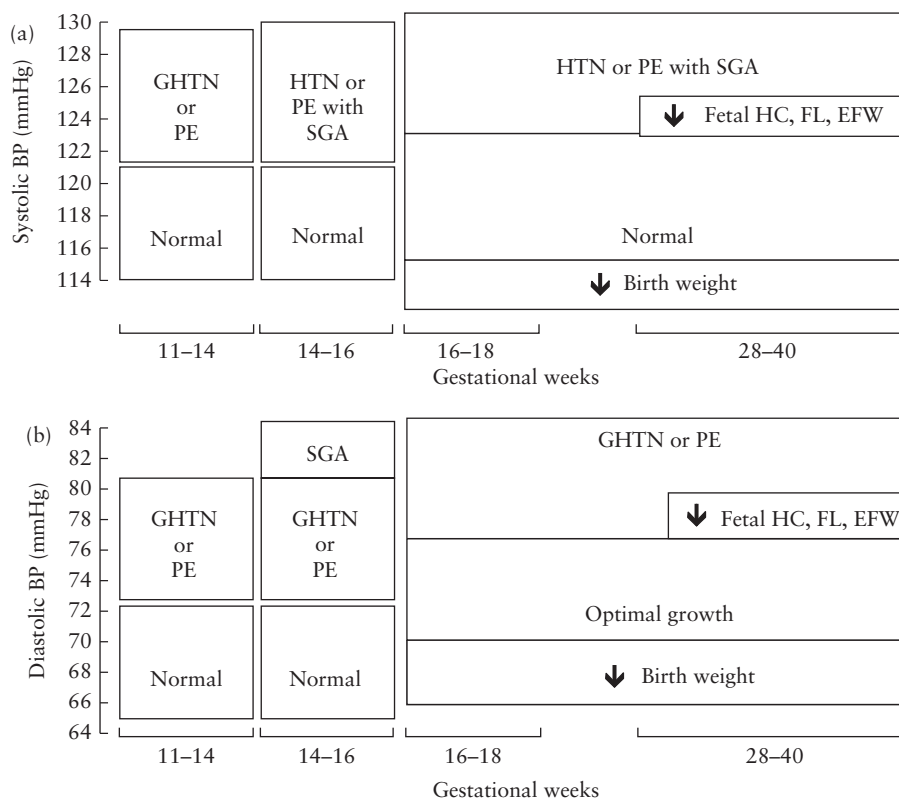 (a)
Systolic BP (mmHg)
130
128
126
124
122
120
118
116
114
GHTN
or
PE
HTN or
PE with
SGA
HTN or PE with SGA
↓ Fetal HC, FL, EFW
Normal
Normal
Normal
↓ Birth weight
11–14
14–16
16–18
28–40
Gestational weeks
(b)
Diastolic BP (mmHg)
84
82
80
78
76
74
72
70
68
66
64
SGA
GHTN
or
PE
GHTN
or
PE
GHTN or PE
↓ Fetal HC, FL, EFW
Optimal growth
Normal
Normal
↓ Birth weight
11–14
14–16
16–18
28–40
Gestational weeks